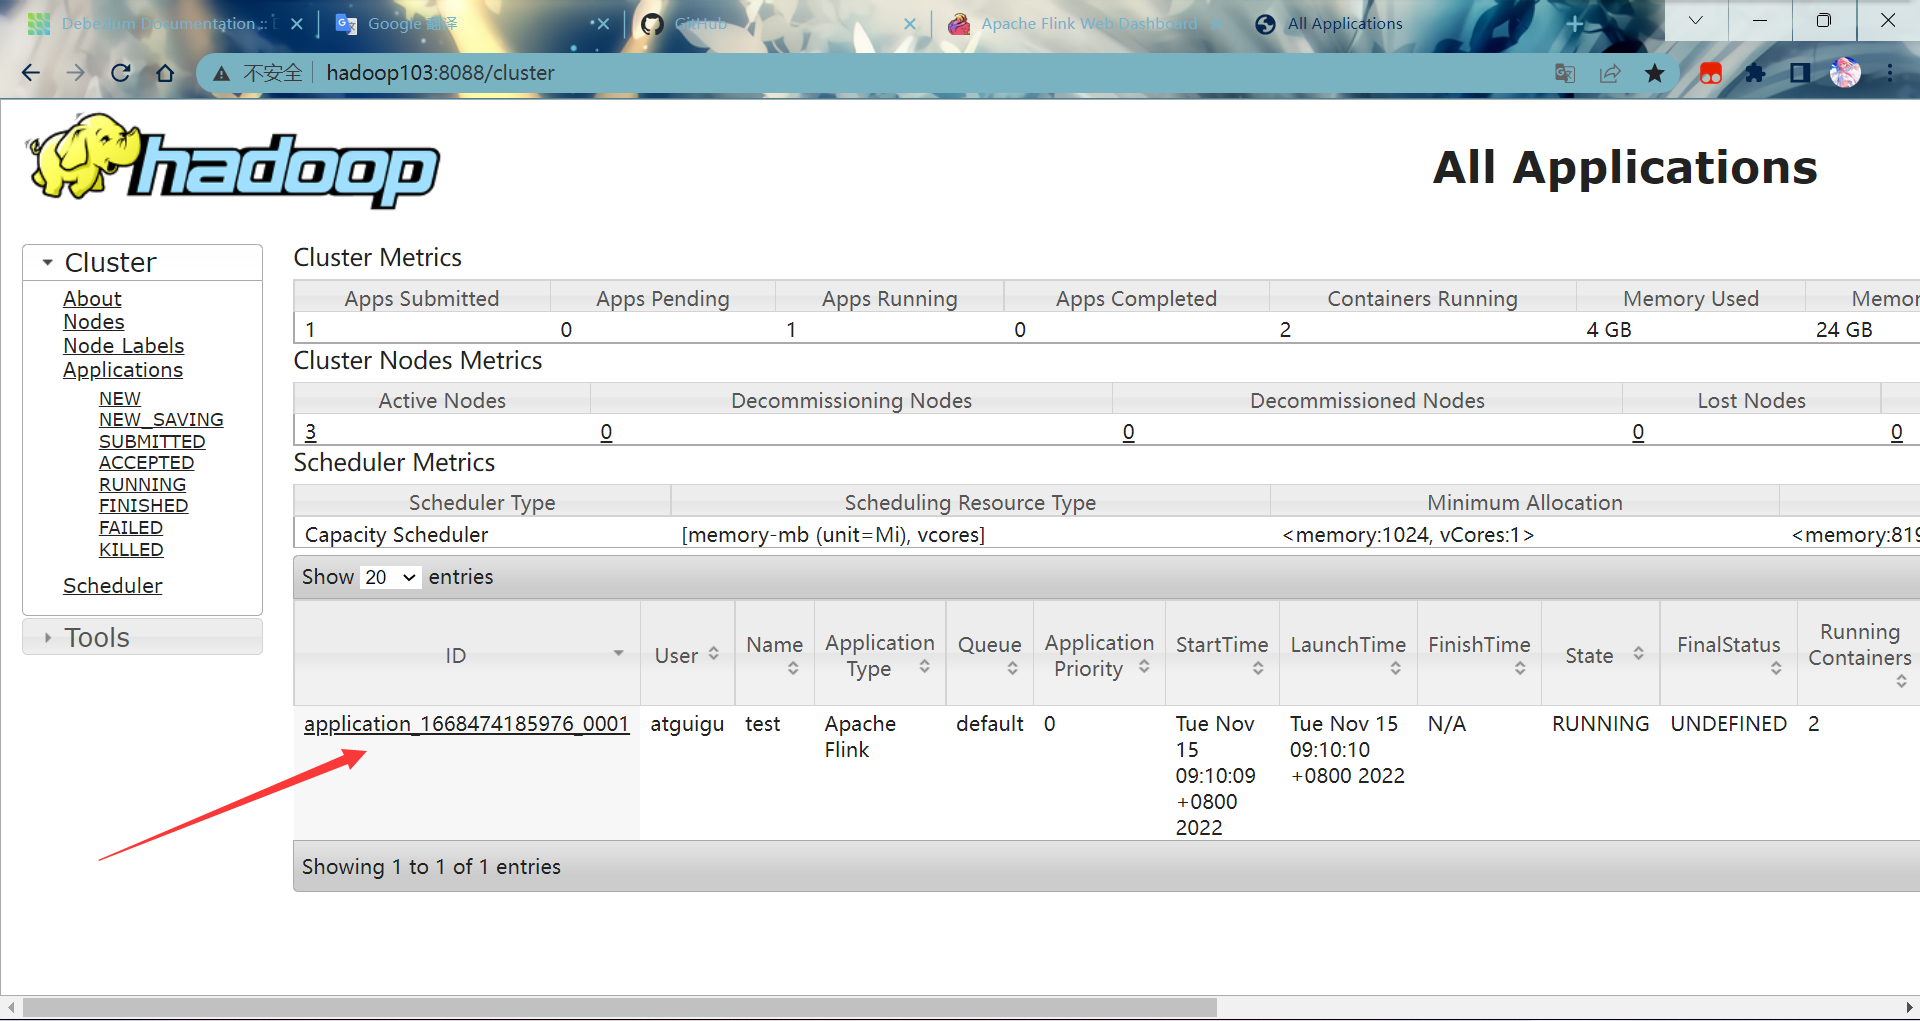 Debezium Documentation ::
Google 翻译
GitHub
Apache Flink Web Dashboard
All Applications
不安全
hadoop103:8088/cluster
hadoop
All Applications
Cluster
About
Nodes
Node Labels
Applications
NEW
NEW_SAVING
SUBMITTED
ACCEPTED
RUNNING
FINISHED
FAILED
KILLED
Scheduler
Tools
Cluster Metrics
Apps Submitted Apps Pending Apps Running Apps Completed Containers Running Memory Used Memor
1 0 1 0 2 4 GB 24 GB
Cluster Nodes Metrics
Active Nodes Decommissioning Nodes Decommissioned Nodes Lost Nodes
3 0 0 0 0
Scheduler Metrics
Scheduler Type Scheduling Resource Type Minimum Allocation
Capacity Scheduler [memory-mb (unit=Mi), vcores] <memory:1024, vCores:1> <memory:819
Show 20 entries
ID User Name Application Type Queue Application Priority StartTime LaunchTime FinishTime State FinalStatus Running Containers
application_1668474185976_0001 atguigu test Apache Flink default 0 Tue Nov 15 09:10:09 +0800 2022 Tue Nov 15 09:10:10 +0800 2022 N/A RUNNING UNDEFINED 2
Showing 1 to 1 of 1 entries